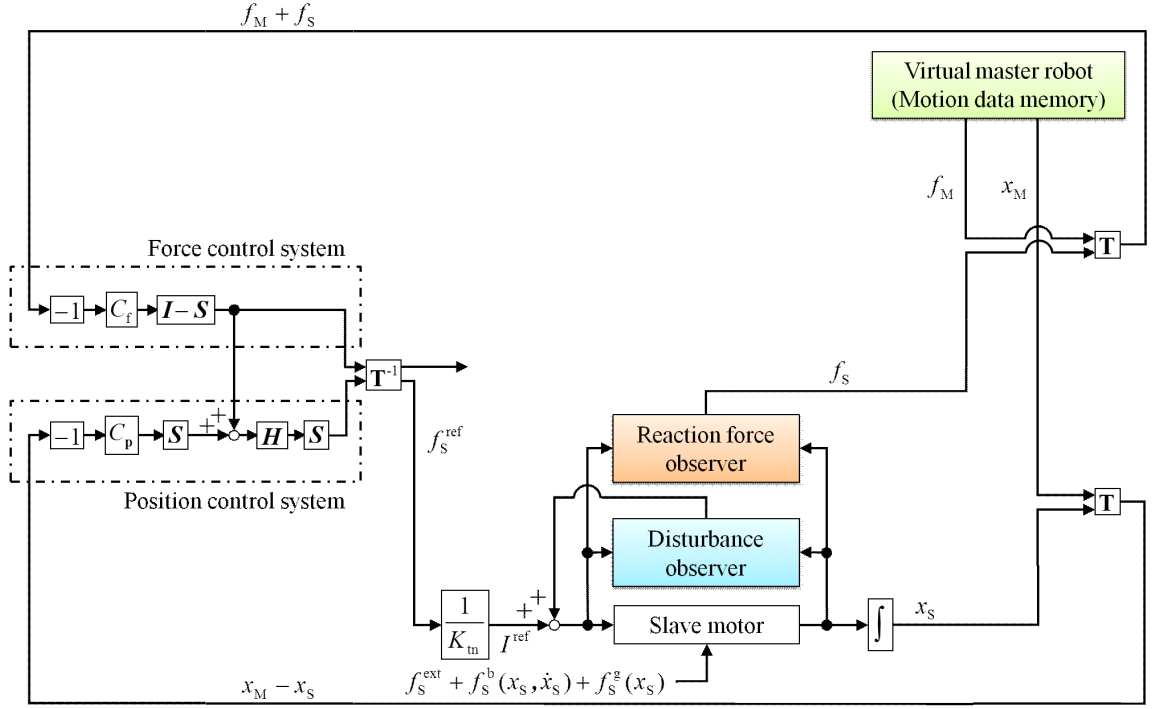 f_M + f_S
Virtual master robot
(Motion data memory)
f_M
x_M
T
Force control system
−1
C_f
I − S
T^-1
f_S
−1
C_p
S
+
+
H
S
f_S^ref
Position control system
Reaction force
observer
T
Disturbance
observer
1
K_tn
+
+
I^ref
Slave motor
∫
x_S
x_M − x_S
f_S^ext + f_S^b (x_S, ẋ_S) + f_S^g (x_S)